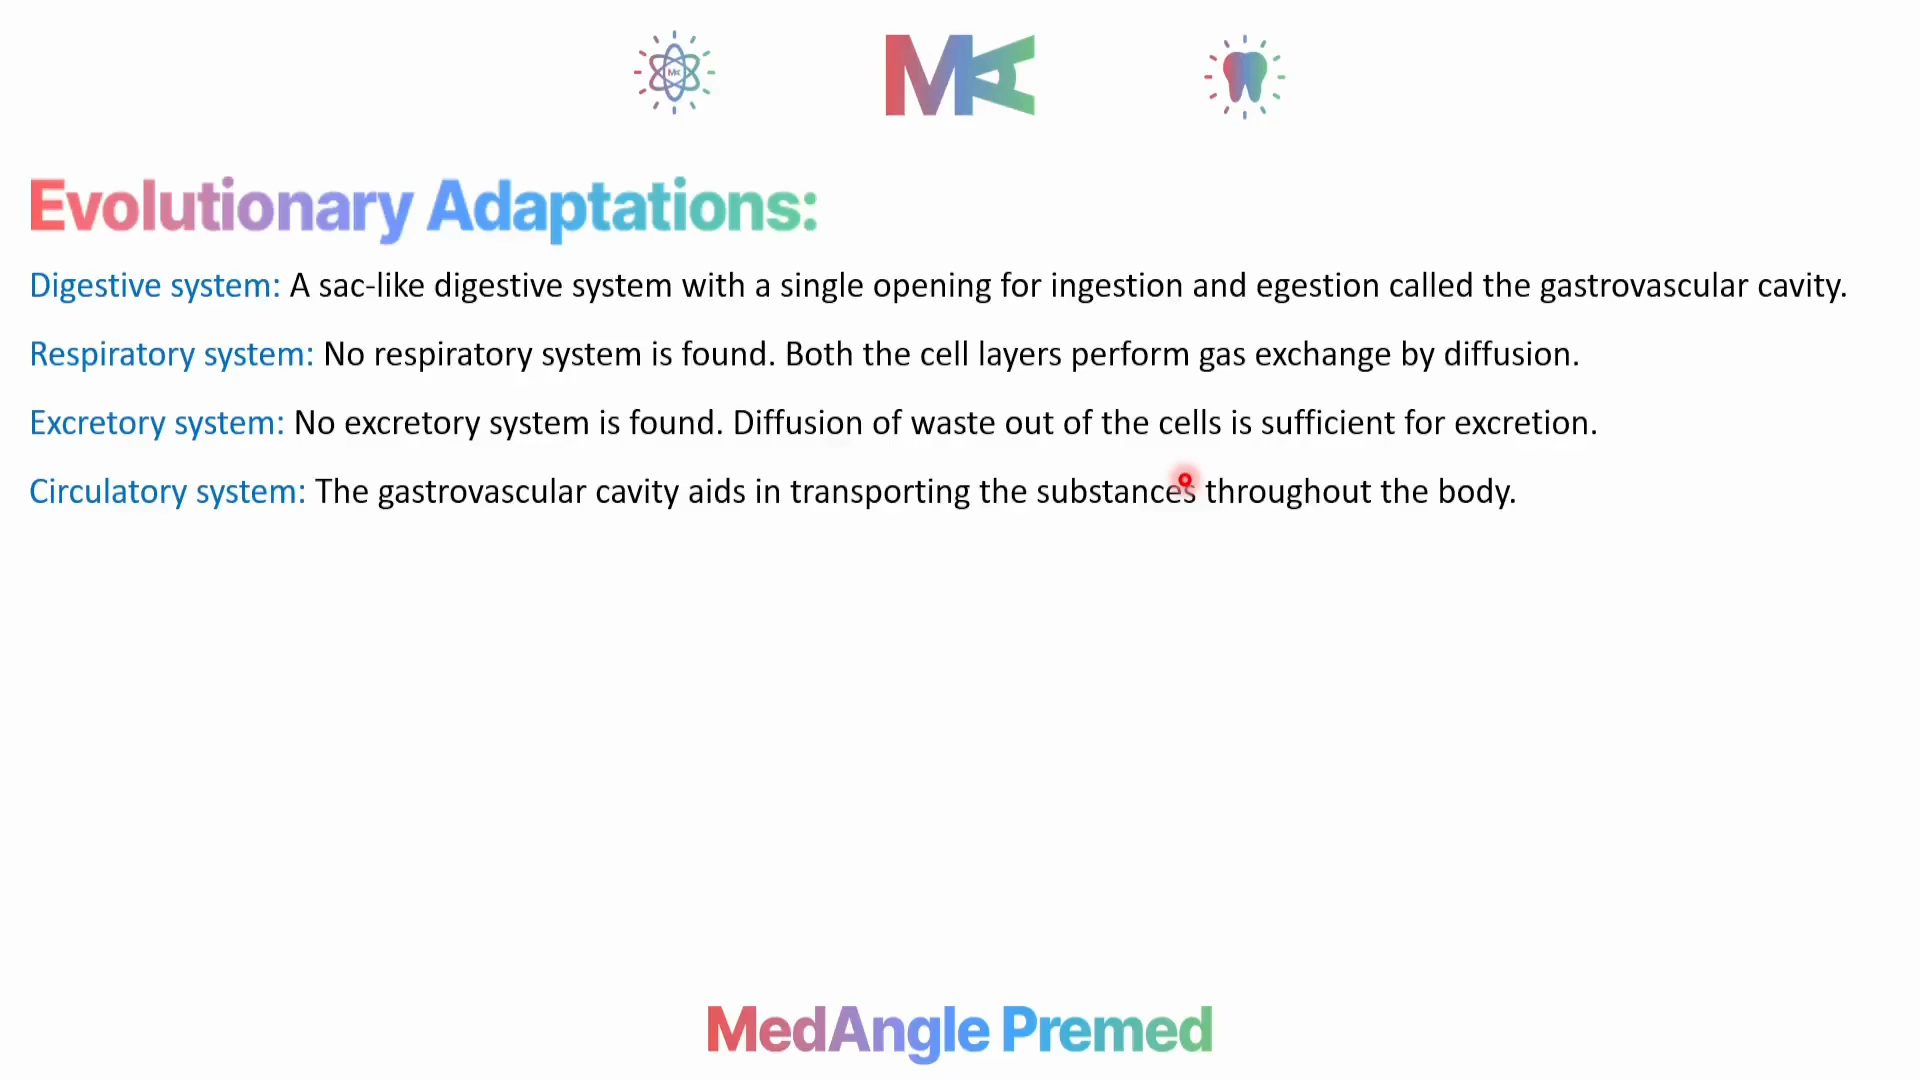 MA
Evolutionary Adaptations:
Digestive system: A sac-like digestive system with a single opening for ingestion and egestion called the gastrovascular cavity.
Respiratory system: No respiratory system is found. Both the cell layers perform gas exchange by diffusion.
Excretory system: No excretory system is found. Diffusion of waste out of the cells is sufficient for excretion.
Circulatory system: The gastrovascular cavity aids in transporting the substances throughout the body.
MedAngle Premed